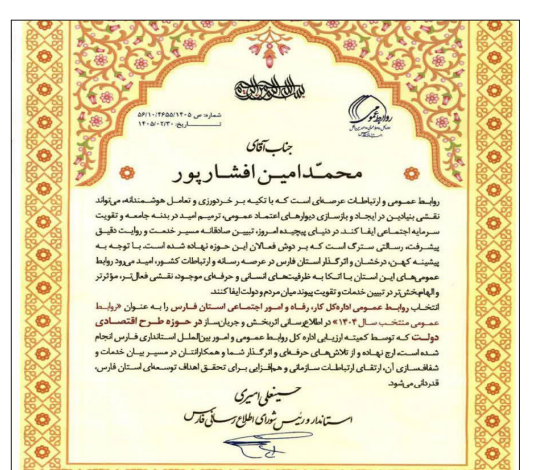 شماره: ص ۵۶/۱۰/۴۶۵۵/۱۴۰۵
تاریخ: ۱۴۰۵/۰۲/۳۰
جناب آقای
محمّدامین افشارپور
روابط عمومی و ارتباطات عرصه‌ای است که با تکیه بر خردورزی و تعامل هوشمندانه، می‌تواند
نقشی بنیادین در ایجاد و بازسازی دیوارهای اعتماد عمومی، ترمیم امید در بدنه جامعه و تقویت
سرمایه اجتماعی ایفا کند. در دنیای پیچیده امروز، تبیین صادقانه مسیر خدمت و روایت دقیق
پیشرفت، رسالتی سترگ است که بر دوش فعالان این حوزه نهاده شده است. با توجه به
پیشینه کهن، درخشان و اثرگذار استان فارس در عرصه رسانه و ارتباطات کشور، امید می‌رود روابط
عمومی‌های این استان با اتکا به ظرفیت‌های انسانی و حرفه‌ای موجود، نقشی فعال‌تر، مؤثرتر
و الهام‌بخش‌تر در تبیین خدمات و تقویت پیوند میان مردم و دولت ایفا کنند.
انتخاب روابط عمومی اداره‌کل کار، رفاه و امور اجتماعی استان فارس را به عنوان «روابط
عمومی منتخب سال ۱۴۰۴» در اطلاع‌رسانی اثربخش و جریان‌ساز در حوزه طرح اقتصادی
دولت که توسط کمیته ارزیابی اداره کل روابط عمومی و امور بین‌الملل استانداری فارس انجام
شده است، ارج نهاده و از تلاش‌های حرفه‌ای و اثرگذار شما و همکارانتان در مسیر بیان خدمات و
شفاف‌سازی آن، ارتقای ارتباطات سازمانی و هم‌افزایی برای تحقق اهداف توسعه‌ای استان فارس،
قدردانی می‌شود.
حسینعلی امیری
استاندار و رئیس شورای اطلاع رسانی فارس